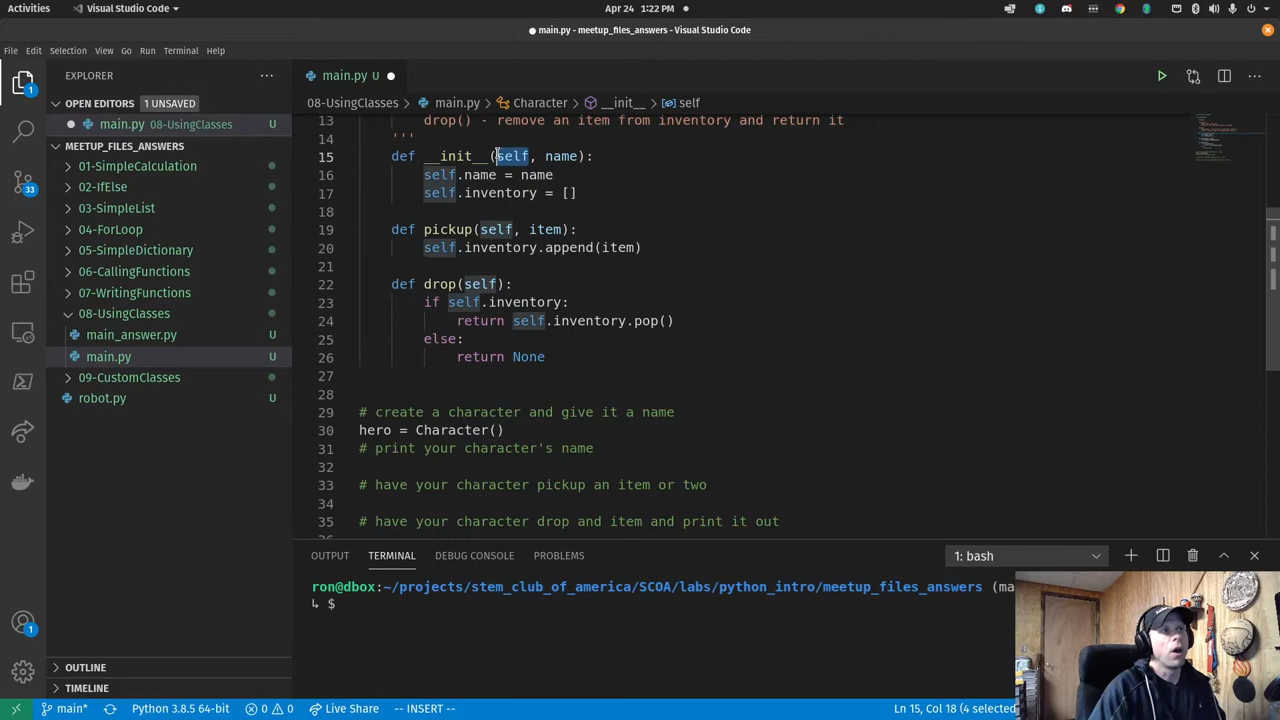 Visual Studio Code
Apr 24 1:22 PM
main.py - meetup_files_answers - Visual Studio Code
File Edit Selection View Go Run Terminal Help
EXPLORER
main.py U
OPEN EDITORS 1 UNSAVED
main.py 08-UsingClasses U
MEETUP_FILES_ANSWERS
01-SimpleCalculation
02-IfElse
03-SimpleList
04-ForLoop
05-SimpleDictionary
06-CallingFunctions
07-WritingFunctions
08-UsingClasses
main_answer.py U
main.py U
09-CustomClasses
robot.py U
OUTLINE
TIMELINE
1
33
1
08-UsingClasses > main.py > Character > __init__ > self
13 drop() - remove an item from inventory and return it
14 '''
15 def __init__(self, name):
16 self.name = name
17 self.inventory = []
18
19 def pickup(self, item):
20 self.inventory.append(item)
21
22 def drop(self):
23 if self.inventory:
24 return self.inventory.pop()
25 else:
26 return None
27
28
29 # create a character and give it a name
30 hero = Character()
31 # print your character's name
32
33 # have your character pickup an item or two
34
35 # have your character drop and item and print it out
OUTPUT TERMINAL DEBUG CONSOLE PROBLEMS
1: bash
ron@dbox:~/projects/stem_club_of_america/SCOA/labs/python_intro/meetup_files_answers (ma
↳ $
main* Python 3.8.5 64-bit 0 0 Live Share -- INSERT -- Ln 15, Col 18 (4 selected)